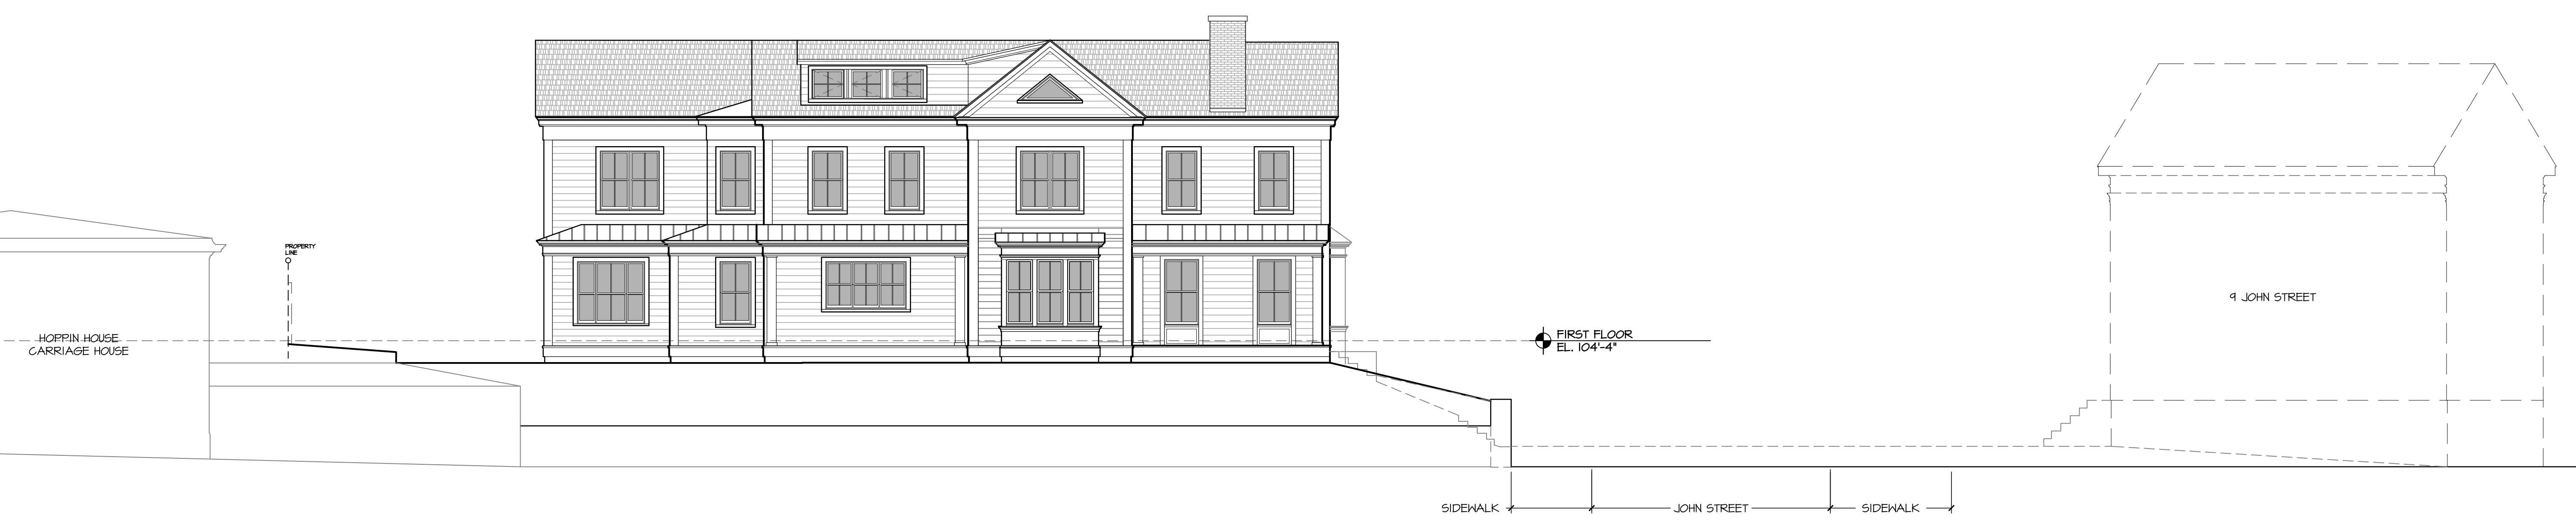 PROPERTY
LINE
9 JOHN STREET
HOPPIN HOUSE
CARRIAGE HOUSE
FIRST FLOOR
EL. 104'-4"
SIDEWALK
JOHN STREET
SIDEWALK